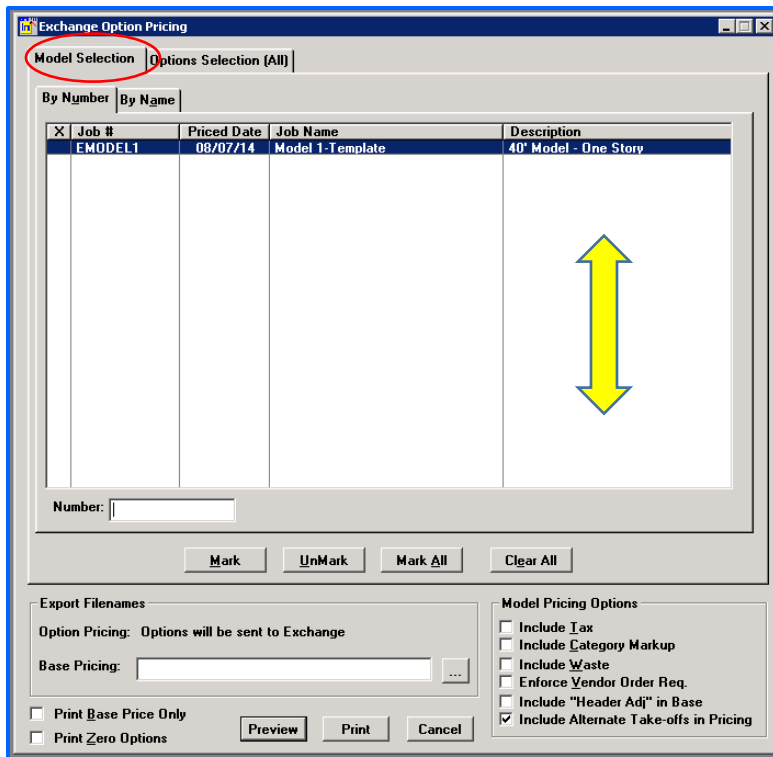 Exchange Option Pricing
Model Selection Options Selection (All)
By Number By Name
X Job # Priced Date Job Name Description
EMODEL1 08/07/14 Model 1-Template 40' Model - One Story
Number:
Mark UnMark Mark All Clear All
Export Filenames
Option Pricing: Options will be sent to Exchange
Base Pricing: ...
Print Base Price Only
Print Zero Options
Preview Print Cancel
Model Pricing Options
Include Tax
Include Category Markup
Include Waste
Enforce Vendor Order Req.
Include "Header Adj" in Base
Include Alternate Take-offs in Pricing